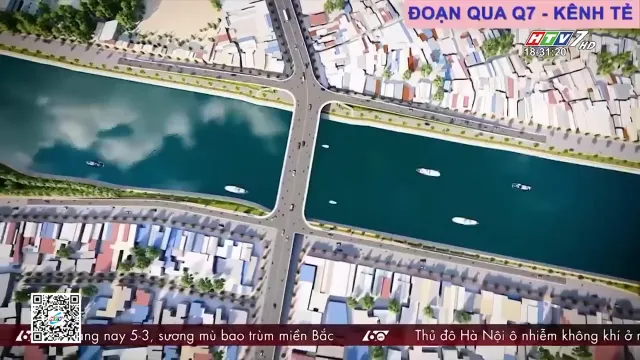 ĐOẠN QUA Q7 - KÊNH TẺ
HTV7 HD
18:31:20
ng nay 5-3, sương mù bao trùm miền Bắc
60
Thủ đô Hà Nội ô nhiễm không khí ở